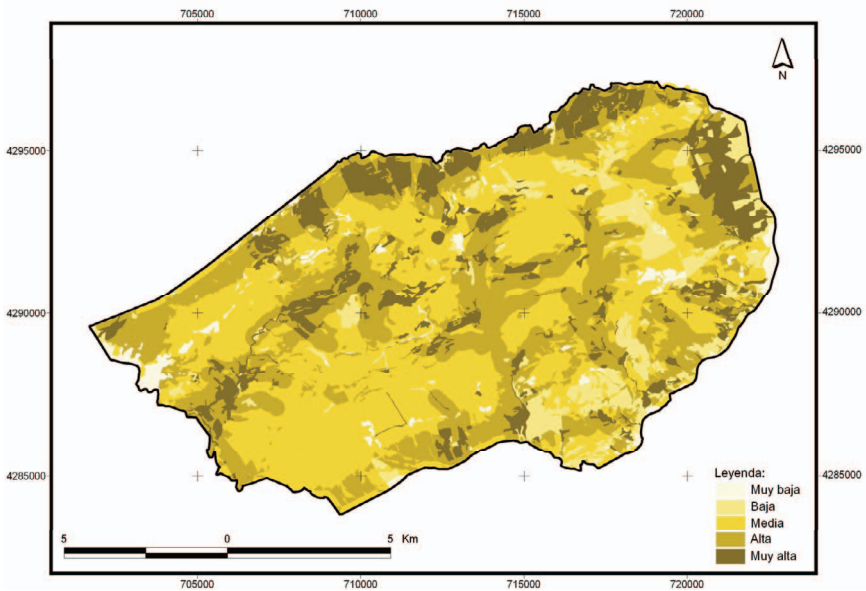 705000 710000 715000 720000
N
4295000 4295000
4290000 4290000
4285000 4285000
Leyenda:
Muy baja
Baja
Media
Alta
Muy alta
5 0 5 Km
705000 710000 715000 720000